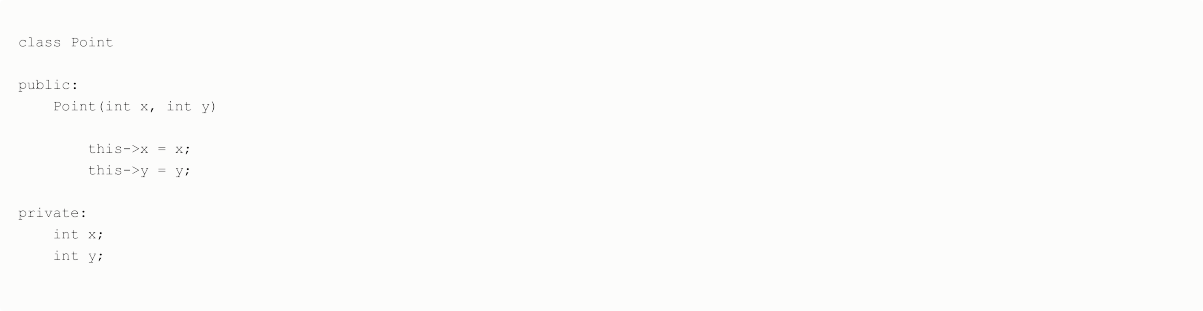 class Point
public:
    Point(int x, int y)
        this->x = x;
        this->y = y;
private:
    int x;
    int y;